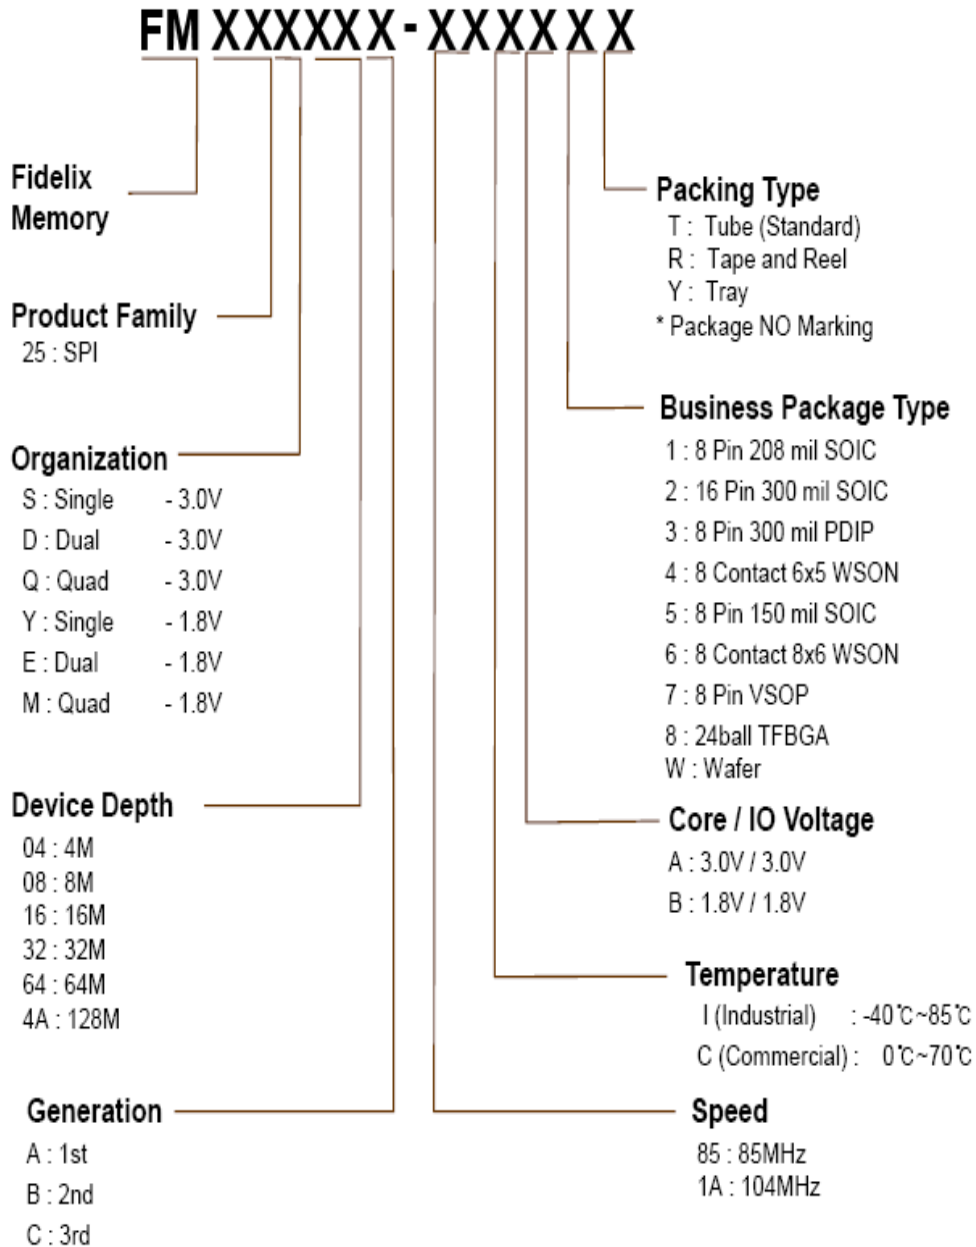 FM XXXXXX - XXXXXX
Fidelix
Memory
Product Family
25 : SPI
Organization
S : Single - 3.0V
D : Dual - 3.0V
Q : Quad - 3.0V
Y : Single - 1.8V
E : Dual - 1.8V
M : Quad - 1.8V
Device Depth
04 : 4M
08 : 8M
16 : 16M
32 : 32M
64 : 64M
4A : 128M
Generation
A : 1st
B : 2nd
C : 3rd
Packing Type
T : Tube (Standard)
R : Tape and Reel
Y : Tray
* Package NO Marking
Business Package Type
1 : 8 Pin 208 mil SOIC
2 : 16 Pin 300 mil SOIC
3 : 8 Pin 300 mil PDIP
4 : 8 Contact 6x5 WSON
5 : 8 Pin 150 mil SOIC
6 : 8 Contact 8x6 WSON
7 : 8 Pin VSOP
8 : 24ball TFBGA
W : Wafer
Core / IO Voltage
A : 3.0V / 3.0V
B : 1.8V / 1.8V
Temperature
I (Industrial) : -40℃~85℃
C (Commercial) : 0℃~70℃
Speed
85 : 85MHz
1A : 104MHz